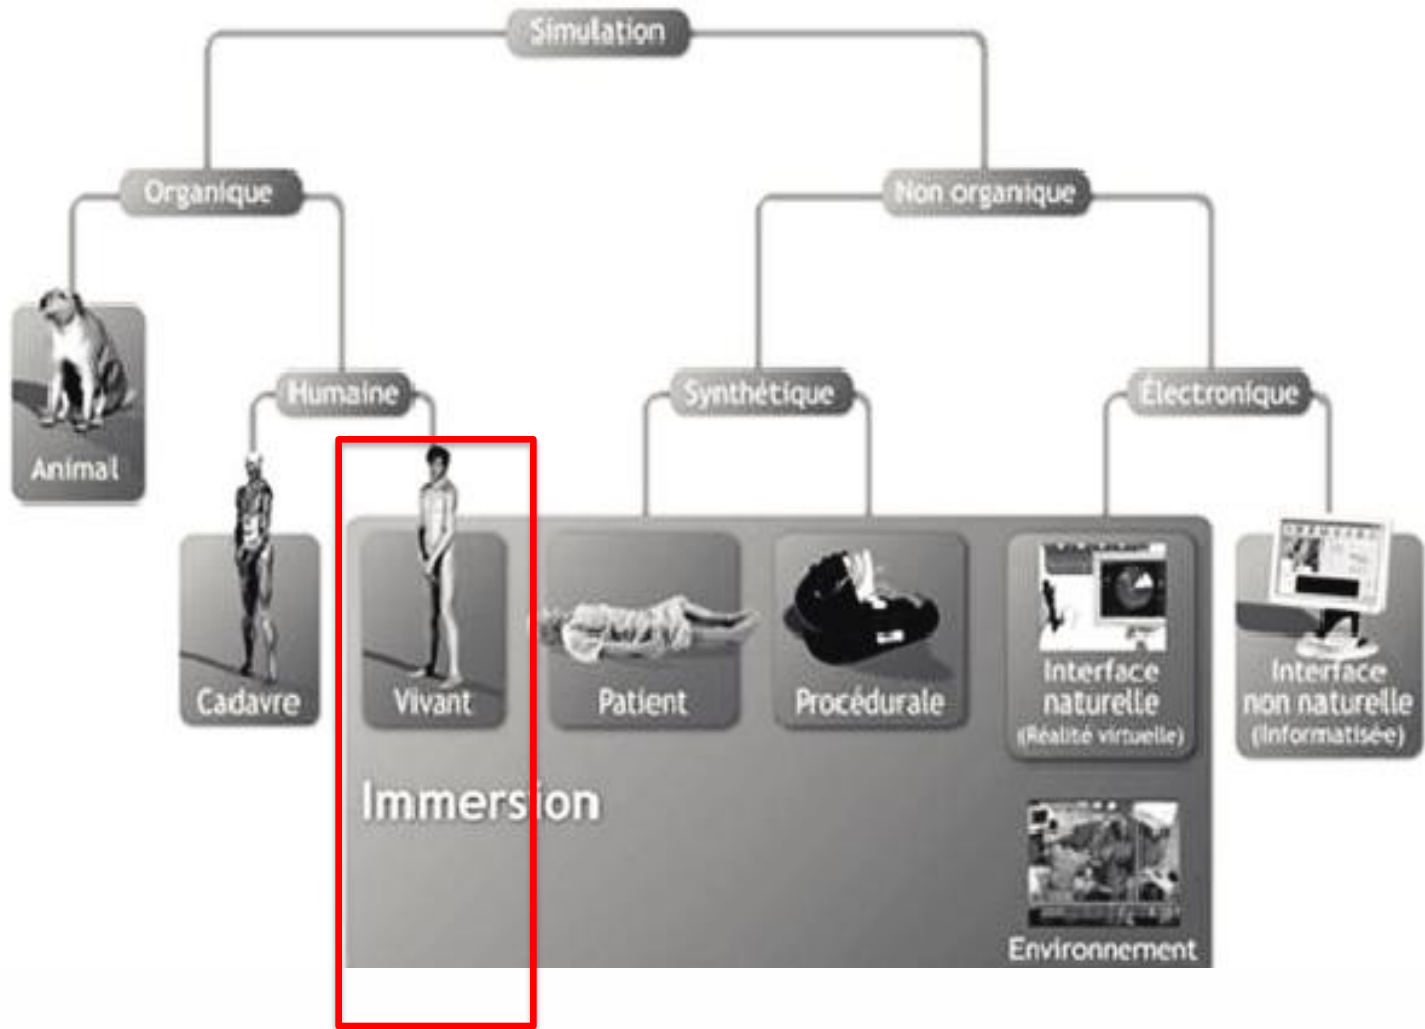 Simulation
Organique
Non organique
Humaine
Synthétique
Électronique
Animal
Cadavre
Vivant
Patient
Procédurale
Interface
naturelle
(Réalité virtuelle)
Interface
non naturelle
(Informatisée)
Immersion
Environnement